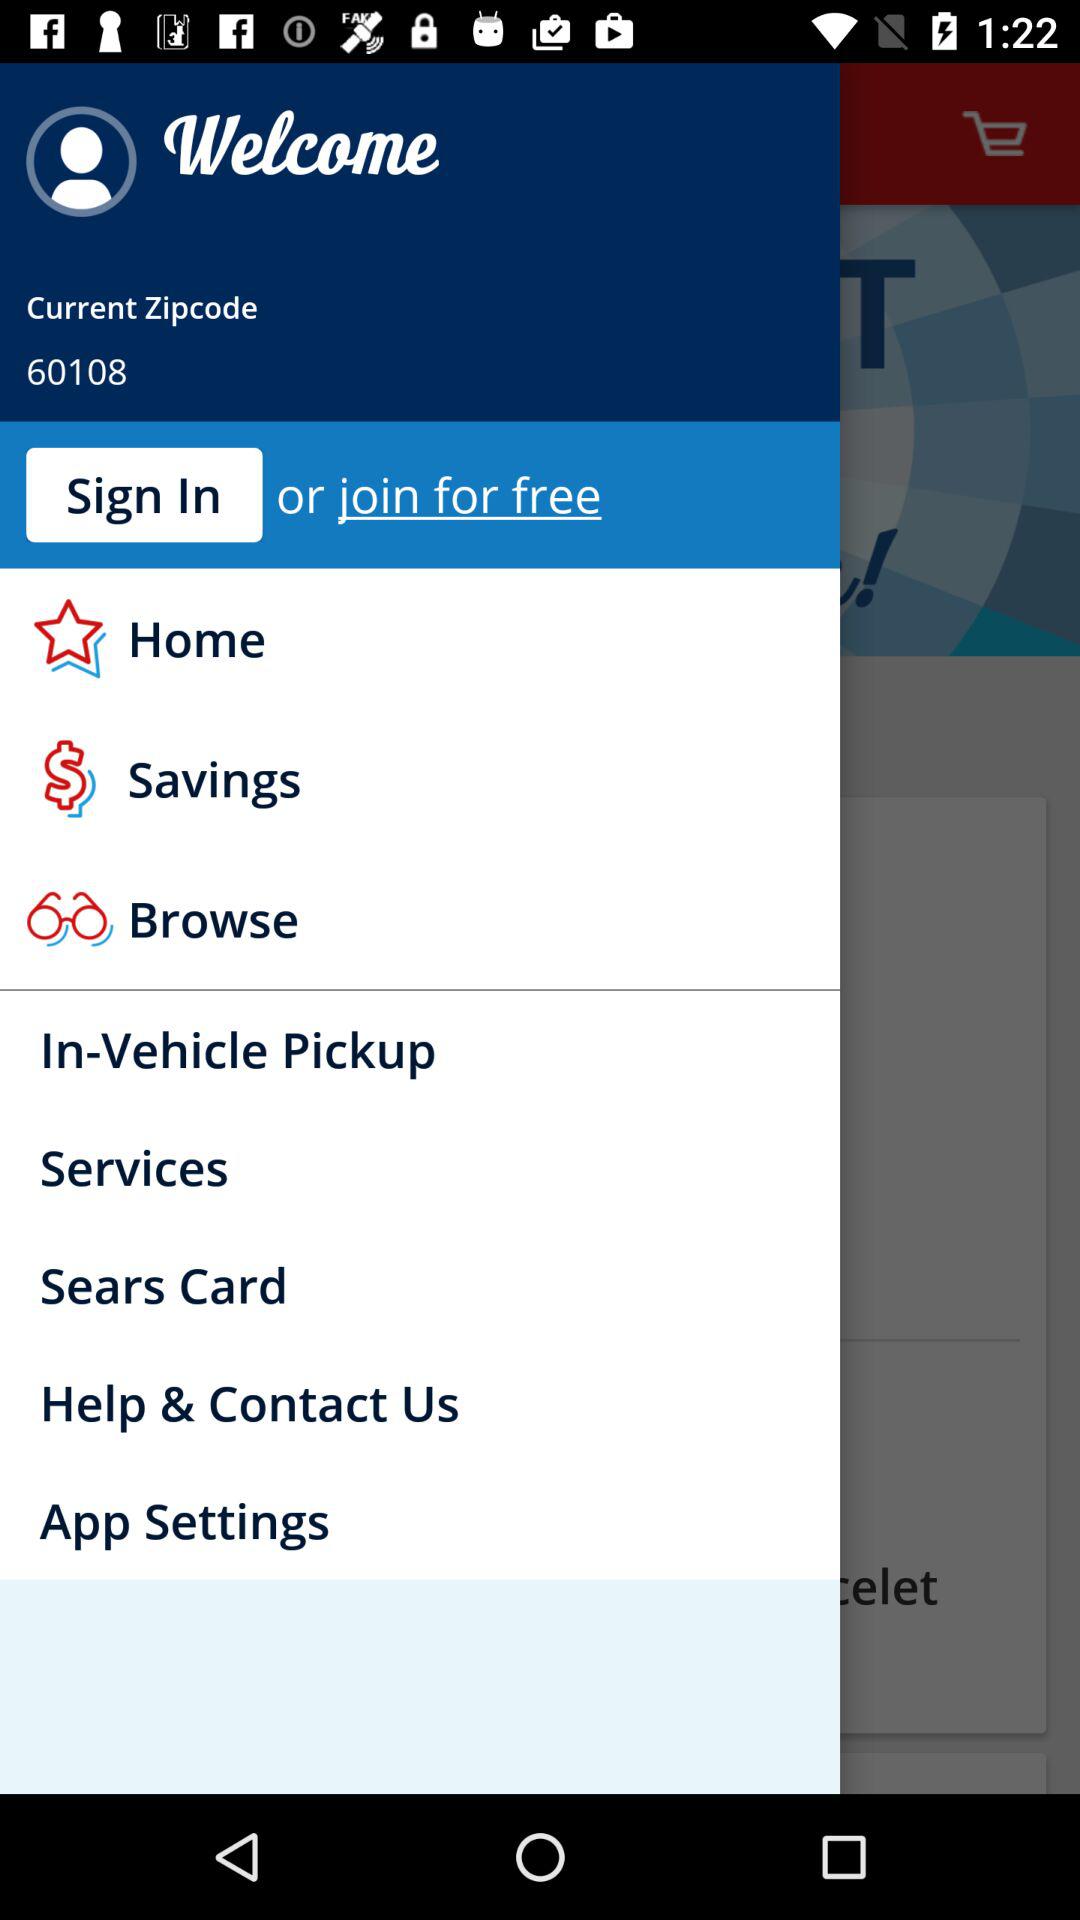 FAKE
1:22
Welcome
Current Zipcode
60108
T
Sign In or join for free
!
Home
Savings
Browse
In-Vehicle Pickup
Services
Sears Card
Help & Contact Us
App Settings
celet